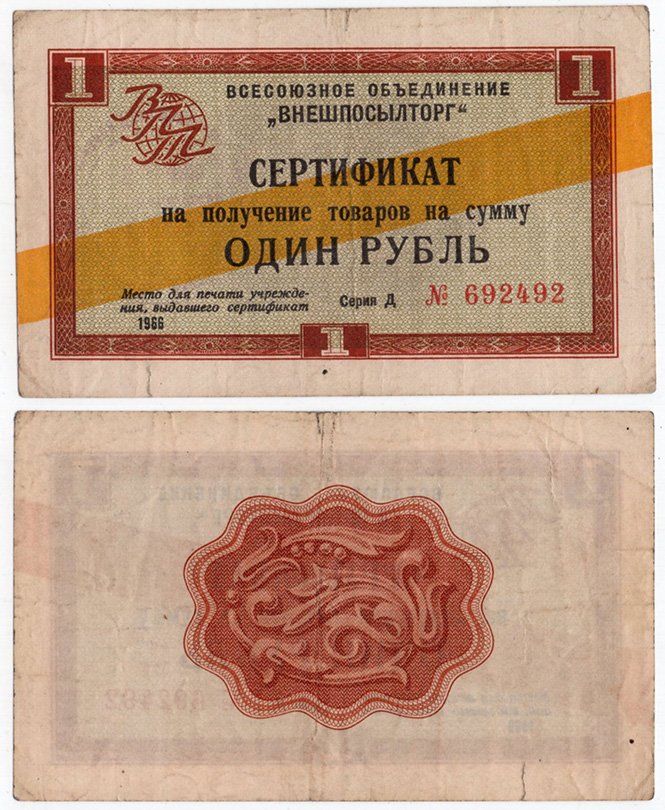 1 1
ВПТ
ВСЕСОЮЗНОЕ ОБЪЕДИНЕНИЕ
„ВНЕШПОСЫЛТОРГ“
СЕРТИФИКАТ
на получение товаров на сумму
ОДИН РУБЛЬ
Место для печати учрежде-
ния, выдавшего сертификат
1966
Серия Д № 692492
1